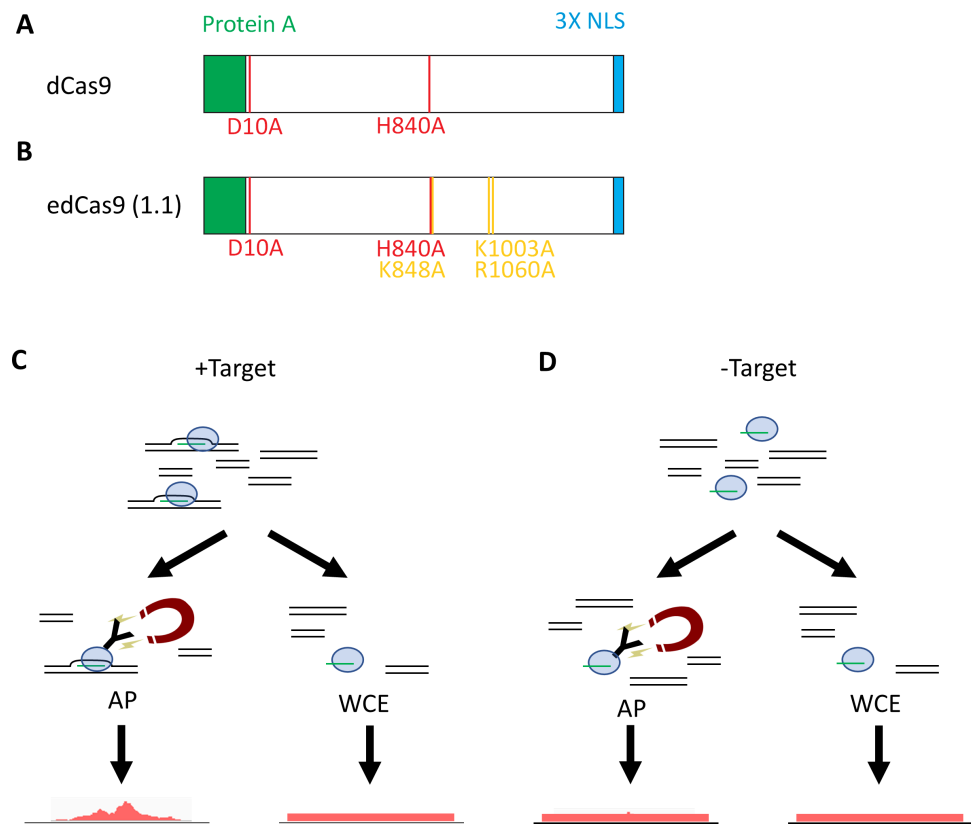 A
Protein A
3X NLS
dCas9
D10A
H840A
B
edCas9 (1.1)
D10A
H840A
K1003A
K848A
R1060A
C
+Target
D
-Target
AP
WCE
AP
WCE